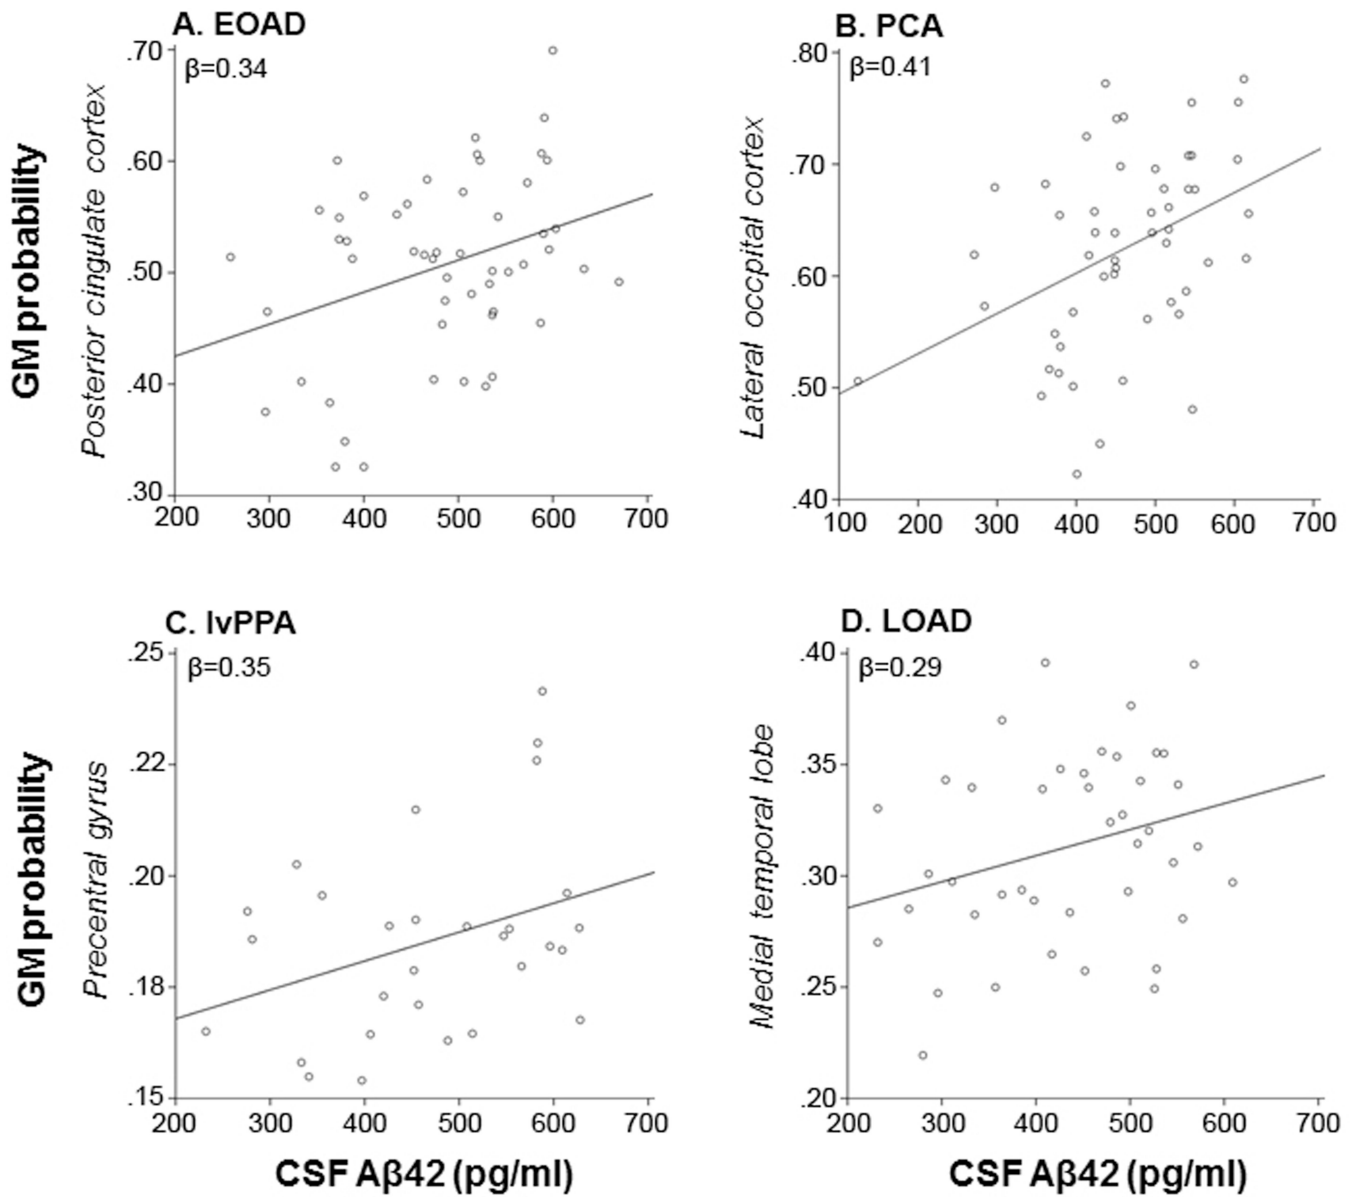 A. EOAD
β=0.34
GM probability
Posterior cingulate cortex
.70
.60
.50
.40
.30
200 300 400 500 600 700
B. PCA
β=0.41
Lateral occpital cortex
.80
.70
.60
.50
.40
100 200 300 400 500 600 700
C. lvPPA
β=0.35
GM probability
Precentral gyrus
.25
.22
.20
.18
.15
200 300 400 500 600 700
CSF Aβ42 (pg/ml)
D. LOAD
β=0.29
Medial temporal lobe
.40
.35
.30
.25
.20
200 300 400 500 600 700
CSF Aβ42 (pg/ml)